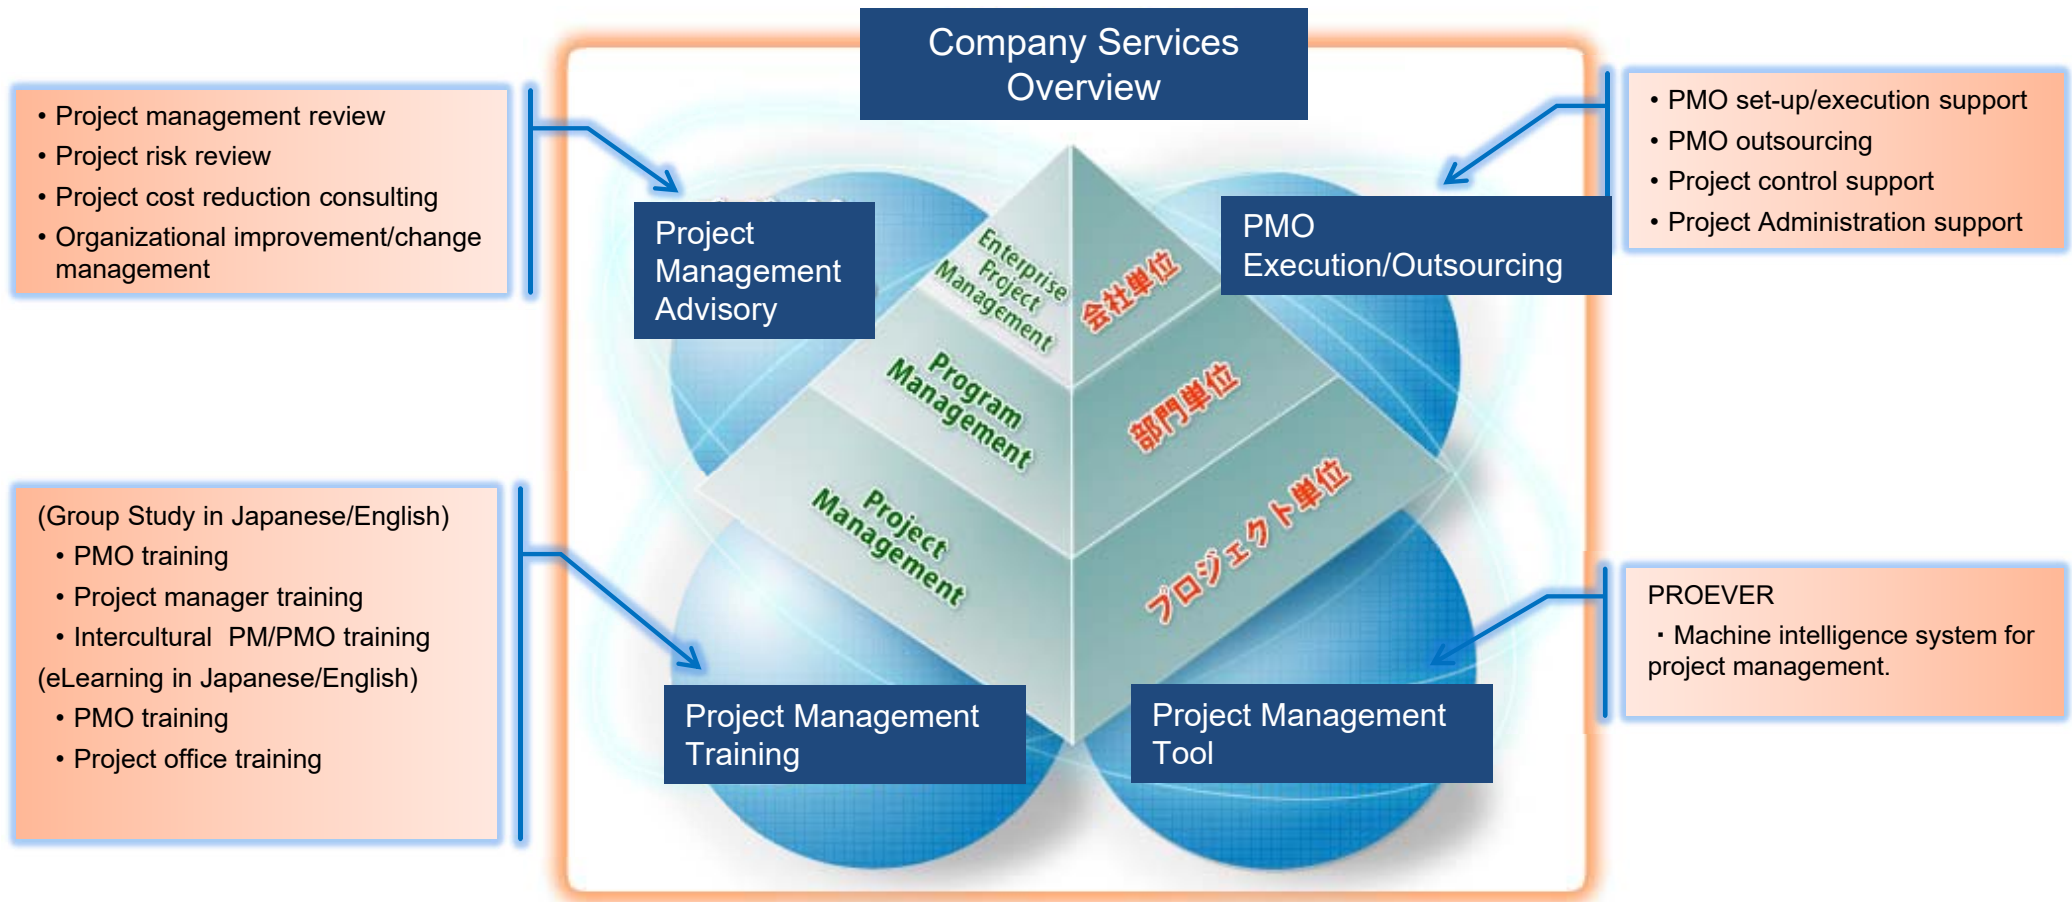 Company Services
Overview
• Project management review
• Project risk review
• Project cost reduction consulting
• Organizational improvement/change
management
Project
Management
Advisory
PMO
Execution/Outsourcing
• PMO set-up/execution support
• PMO outsourcing
• Project control support
• Project Administration support
Enterprise
Project
Management
会社単位
Program
Management
部門単位
Project
Management
プロジェクト単位
(Group Study in Japanese/English)
• PMO training
• Project manager training
• Intercultural  PM/PMO training
(eLearning in Japanese/English)
• PMO training
• Project office training
Project Management
Training
Project Management
Tool
PROEVER
・Machine intelligence system for
project management.